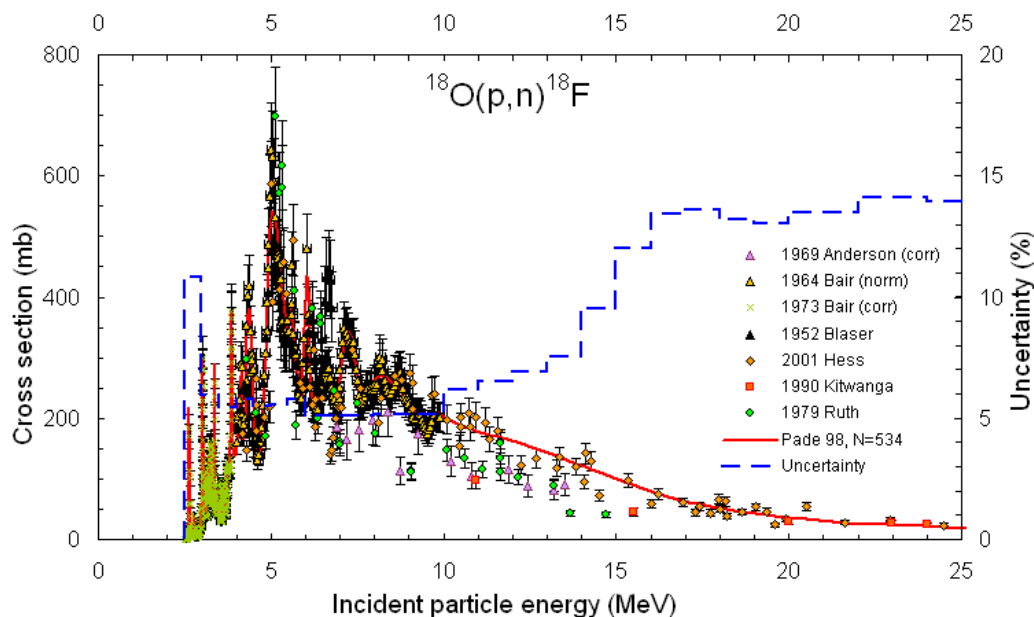 0 5 10 15 20 25
800 20
¹⁸O(p,n)¹⁸F
600 15
400 10
200 5
0 0
Cross section (mb)
Uncertainty (%)
1969 Anderson (corr)
1964 Bair (norm)
1973 Bair (corr)
1952 Blaser
2001 Hess
1990 Kitwanga
1979 Ruth
Pade 98, N=534
Uncertainty
0 5 10 15 20 25
Incident particle energy (MeV)